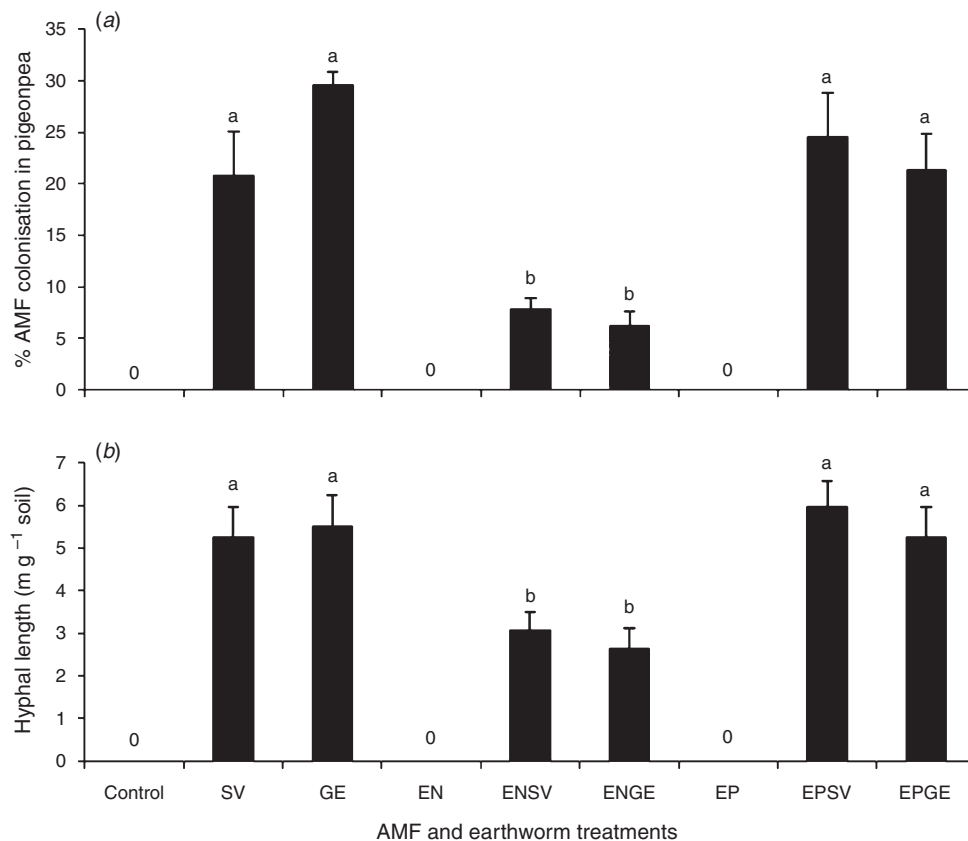 (a)
% AMF colonisation in pigeonpea
35
30
25
20
15
10
5
0
0
a
a
0
b
b
0
a
a
(b)
Hyphal length (m g⁻¹ soil)
7
6
5
4
3
2
1
0
0
a
a
0
b
b
0
a
a
Control SV GE EN ENSV ENGE EP EPSV EPGE
AMF and earthworm treatments